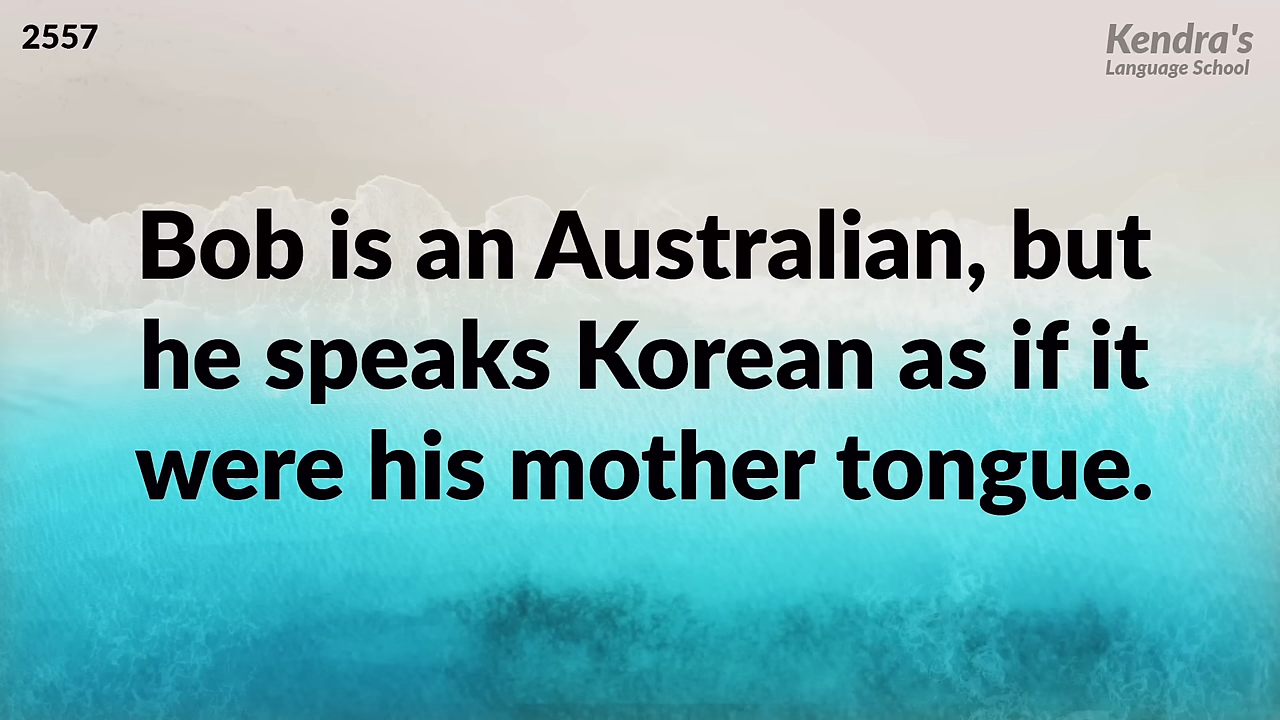 2557
Kendra's
Language School
Bob is an Australian, but
he speaks Korean as if it
were his mother tongue.